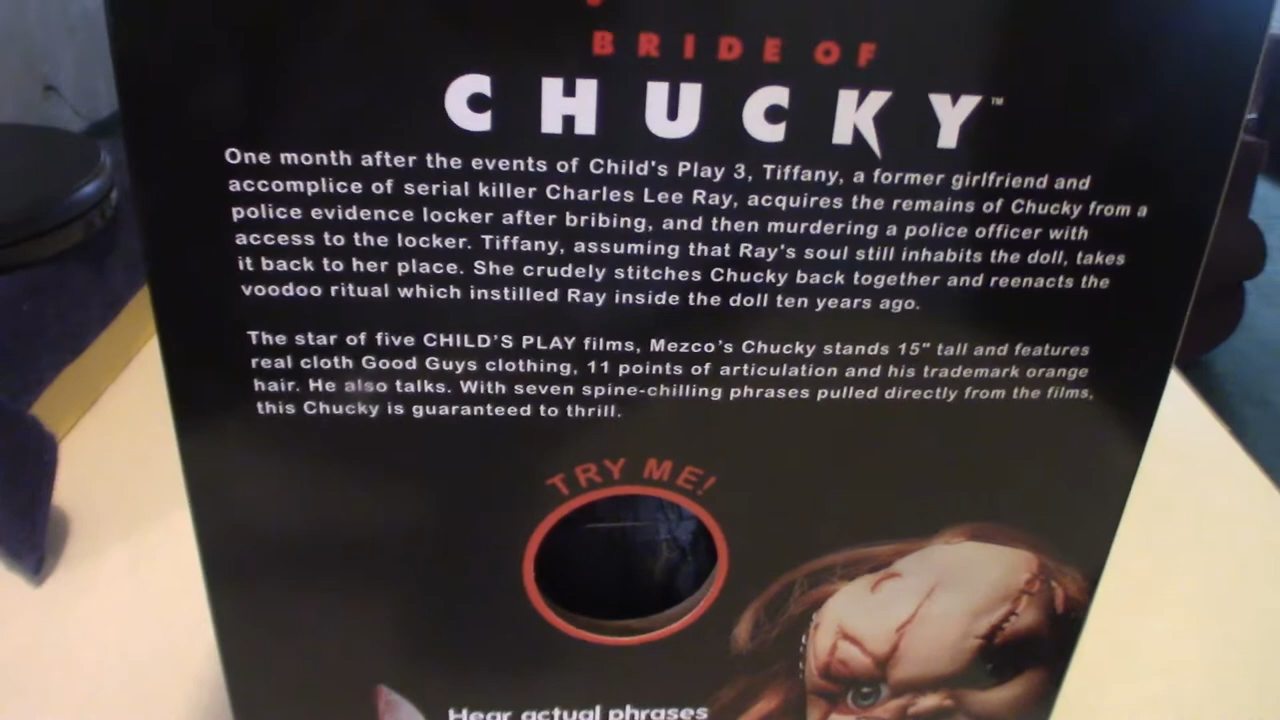 BRIDE OF
CHUCKY™
One month after the events of Child's Play 3, Tiffany, a former girlfriend and
accomplice of serial killer Charles Lee Ray, acquires the remains of Chucky from a
police evidence locker after bribing, and then murdering a police officer with
access to the locker. Tiffany, assuming that Ray's soul still inhabits the doll, takes
it back to her place. She crudely stitches Chucky back together and reenacts the
voodoo ritual which instilled Ray inside the doll ten years ago.
The star of five CHILD'S PLAY films, Mezco's Chucky stands 15" tall and features
real cloth Good Guys clothing, 11 points of articulation and his trademark orange
hair. He also talks. With seven spine-chilling phrases pulled directly from the films,
this Chucky is guaranteed to thrill.
TRY ME!
Hear actual phrases